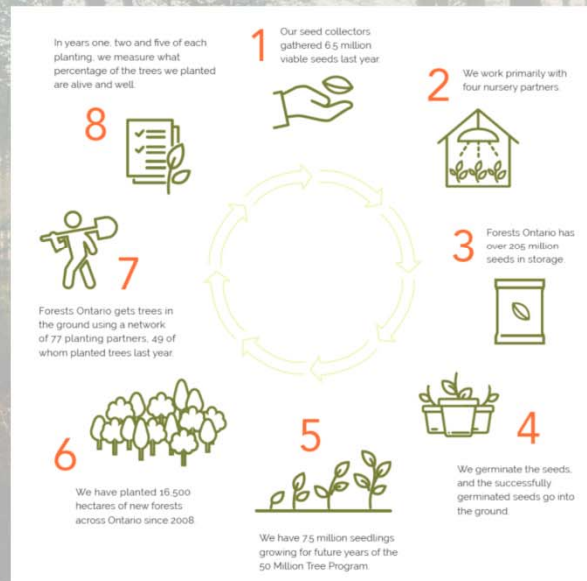 1
Our seed collectors
gathered 6.5 million
viable seeds last year.
2
We work primarily with
four nursery partners.
3
Forests Ontario has
over 205 million
seeds in storage.
4
We germinate the seeds,
and the successfully
germinated seeds go into
the ground.
5
We have 7.5 million seedlings
growing for future years of the
50 Million Tree Program.
6
We have planted 16,500
hectares of new forests
across Ontario since 2008
7
Forests Ontario gets trees in
the ground using a network
of 77 planting partners, 49 of
whom planted trees last year.
8
In years one, two and five of each
planting, we measure what
percentage of the trees we planted
are alive and well.